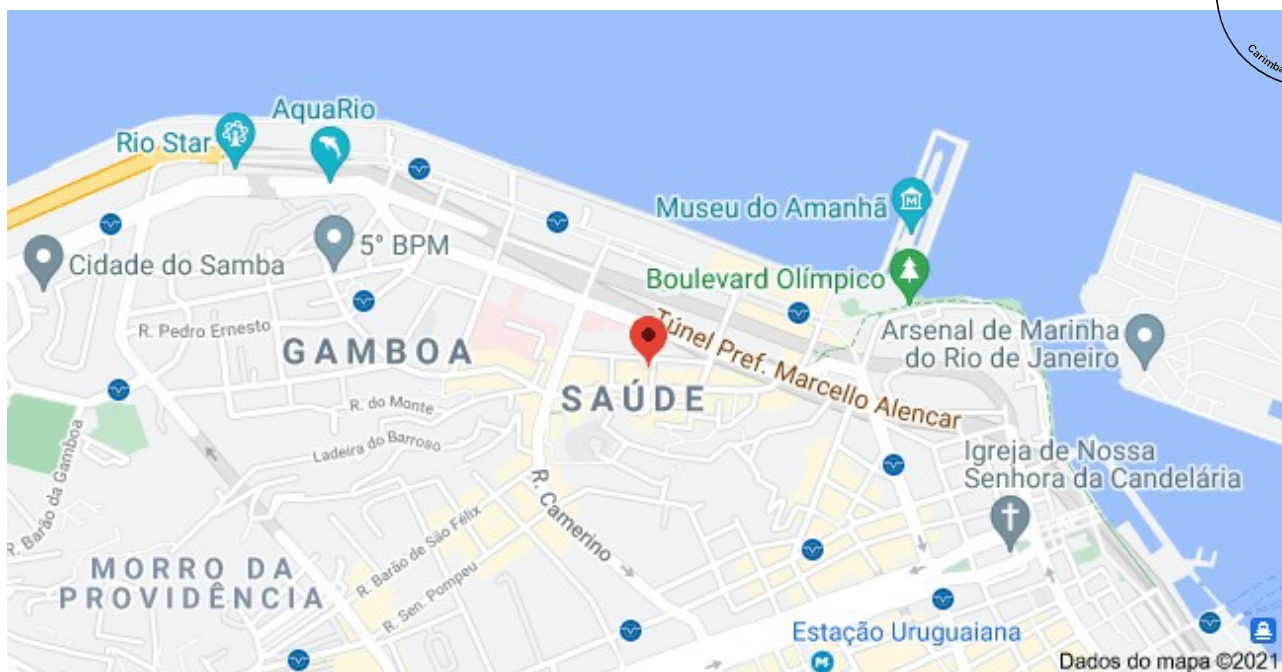 Carimba
AquaRio
Rio Star
Museu do Amanhã
5° BPM
Cidade do Samba
Boulevard Olímpico
R. Pedro Ernesto
Túnel Pref. Marcello Alencar
Arsenal de Marinha
do Rio de Janeiro
GAMBOA
SAÚDE
R. do Monte
Ladeira do Barroso
R. Barão da Gamboa
Igreja de Nossa
Senhora da Candelária
R. Camerino
R. Barão de São Félix
MORRO DA
PROVIDÊNCIA
R. Sen. Pompeu
Estação Uruguaiana
Dados do mapa ©2021